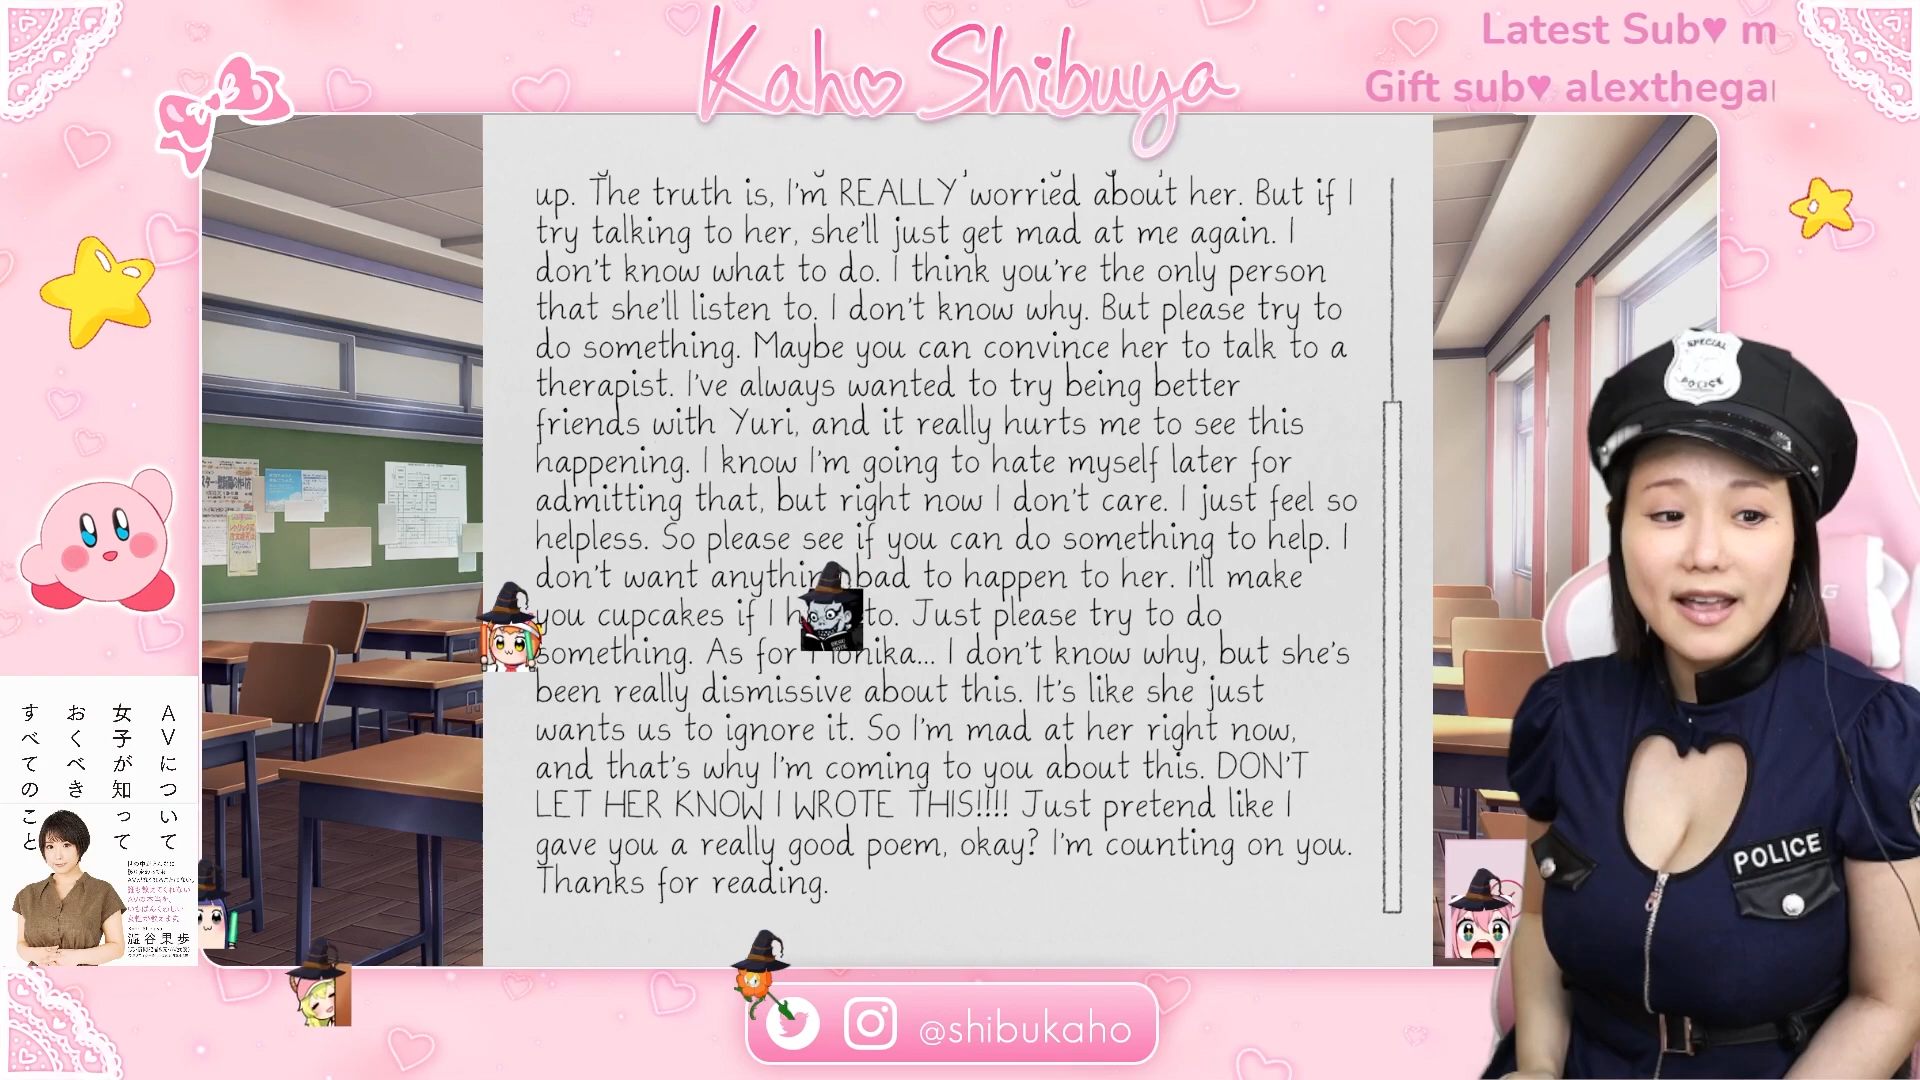 Kaho Shibuya
Latest Sub♥ m
Gift sub♥ alexthega
up. The truth is, I'm REALLY worried about her. But if I
try talking to her, she'll just get mad at me again. I
don't know what to do. I think you're the only person
that she'll listen to. I don't know why. But please try to
do something. Maybe you can convince her to talk to a
therapist. I've always wanted to try being better
friends with Yuri, and it really hurts me to see this
happening. I know I'm going to hate myself later for
admitting that, but right now I don't care. I just feel so
helpless. So please see if you can do something to help. I
don't want bad to happen to her. I'll make
you cupcakes if I to. Just please try to do
something. As for Monika... I don't know why, but she's
been really dismissive about this. It's like she just
wants us to ignore it. So I'm mad at her right now,
and that's why I'm coming to you about this. DON'T
LET HER KNOW I WROTE THIS!!!! Just pretend like I
gave you a really good poem, okay? I'm counting on you.
Thanks for reading.
SPECIAL
POLICE
POLICE
AVについて
女子が知って
おくべき
すべてのこと
澁谷果歩
@shibukaho